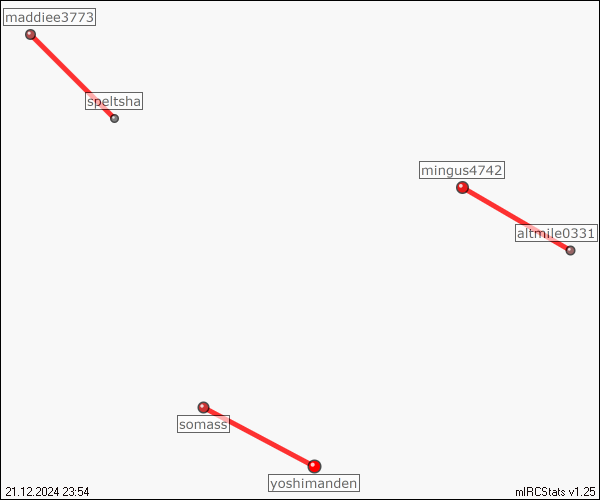 maddiee3773
speltsha
mingus4742
altmile0331
somass
yoshimanden
21.12.2024 23:54
mIRCStats v1.25